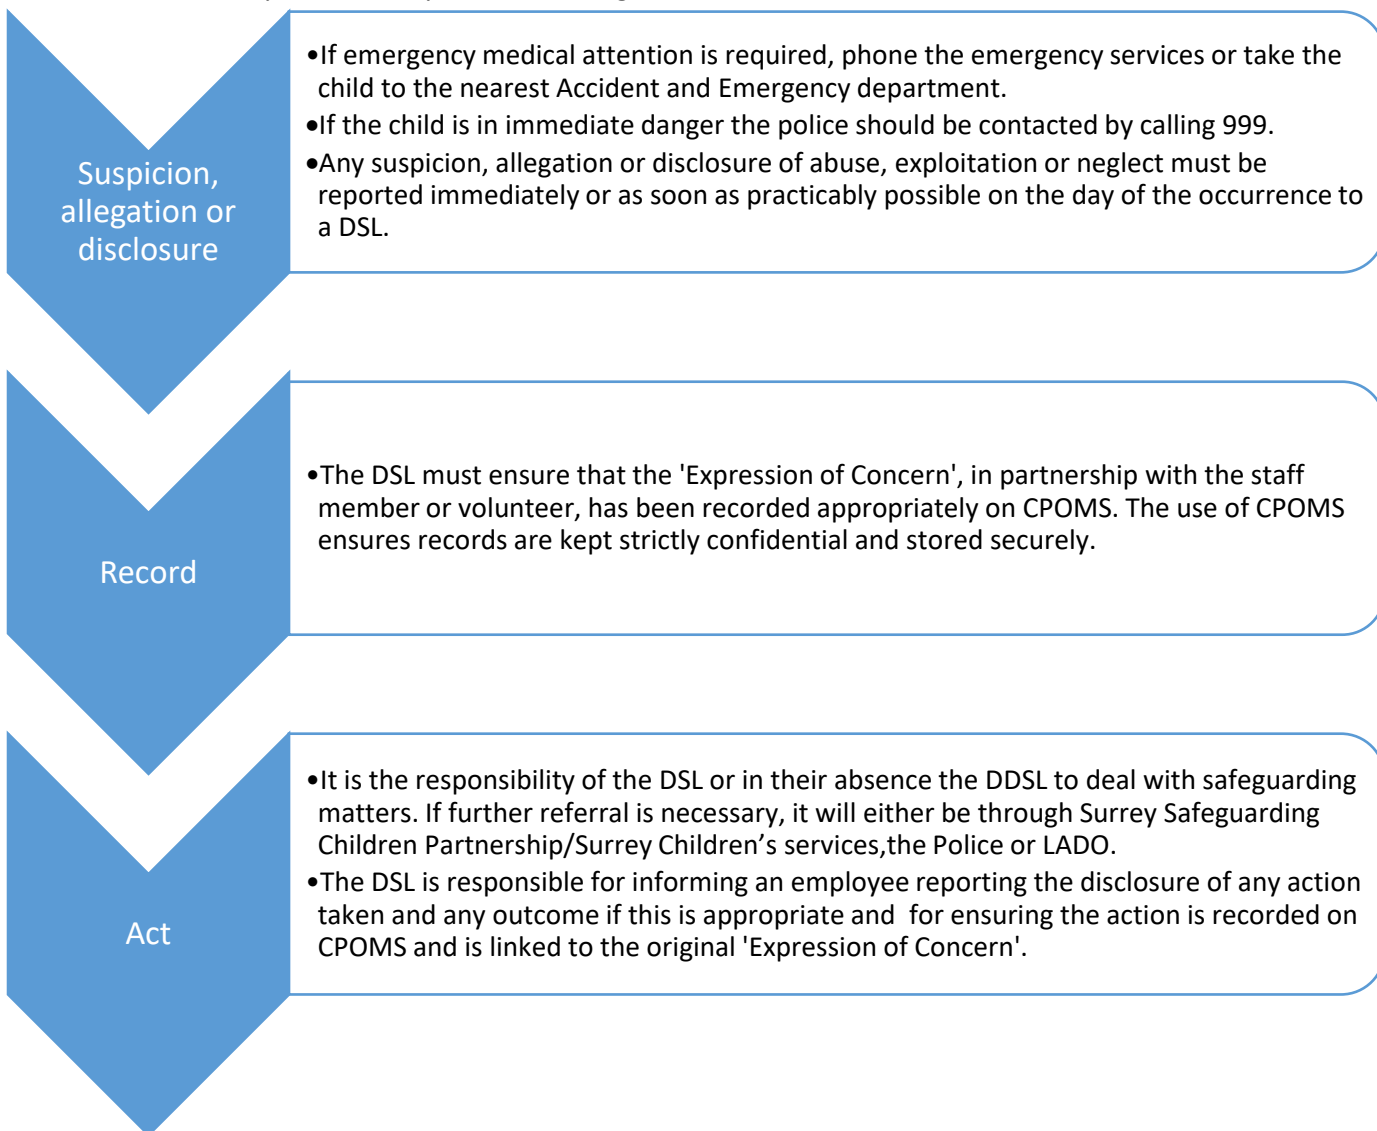 Suspicion,
allegation or
disclosure
•If emergency medical attention is required, phone the emergency services or take the
child to the nearest Accident and Emergency department.
•If the child is in immediate danger the police should be contacted by calling 999.
•Any suspicion, allegation or disclosure of abuse, exploitation or neglect must be
reported immediately or as soon as practicably possible on the day of the occurrence to
a DSL.
Record
•The DSL must ensure that the 'Expression of Concern', in partnership with the staff
member or volunteer, has been recorded appropriately on CPOMS. The use of CPOMS
ensures records are kept strictly confidential and stored securely.
Act
•It is the responsibility of the DSL or in their absence the DDSL to deal with safeguarding
matters. If further referral is necessary, it will either be through Surrey Safeguarding
Children Partnership/Surrey Children’s services,the Police or LADO.
•The DSL is responsible for informing an employee reporting the disclosure of any action
taken and any outcome if this is appropriate and  for ensuring the action is recorded on
CPOMS and is linked to the original 'Expression of Concern'.